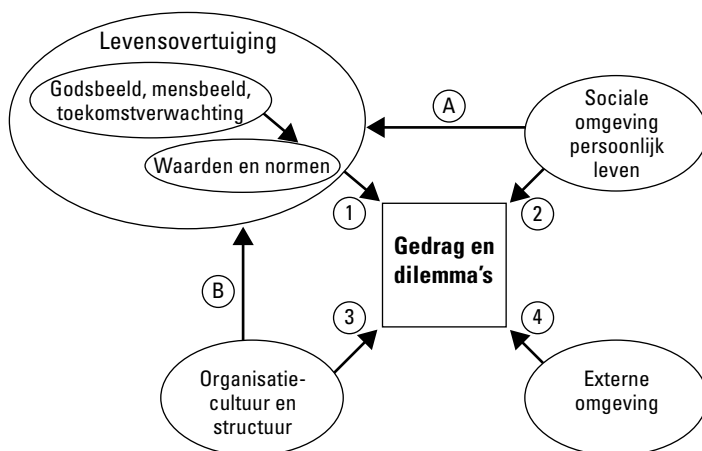 Levensovertuiging
Godsbeeld, mensbeeld,
toekomstverwachting
Waarden en normen
A
Sociale
omgeving
persoonlijk
leven
1
2
Gedrag en
dilemma's
B
3
4
Organisatie-
cultuur en
structuur
Externe
omgeving